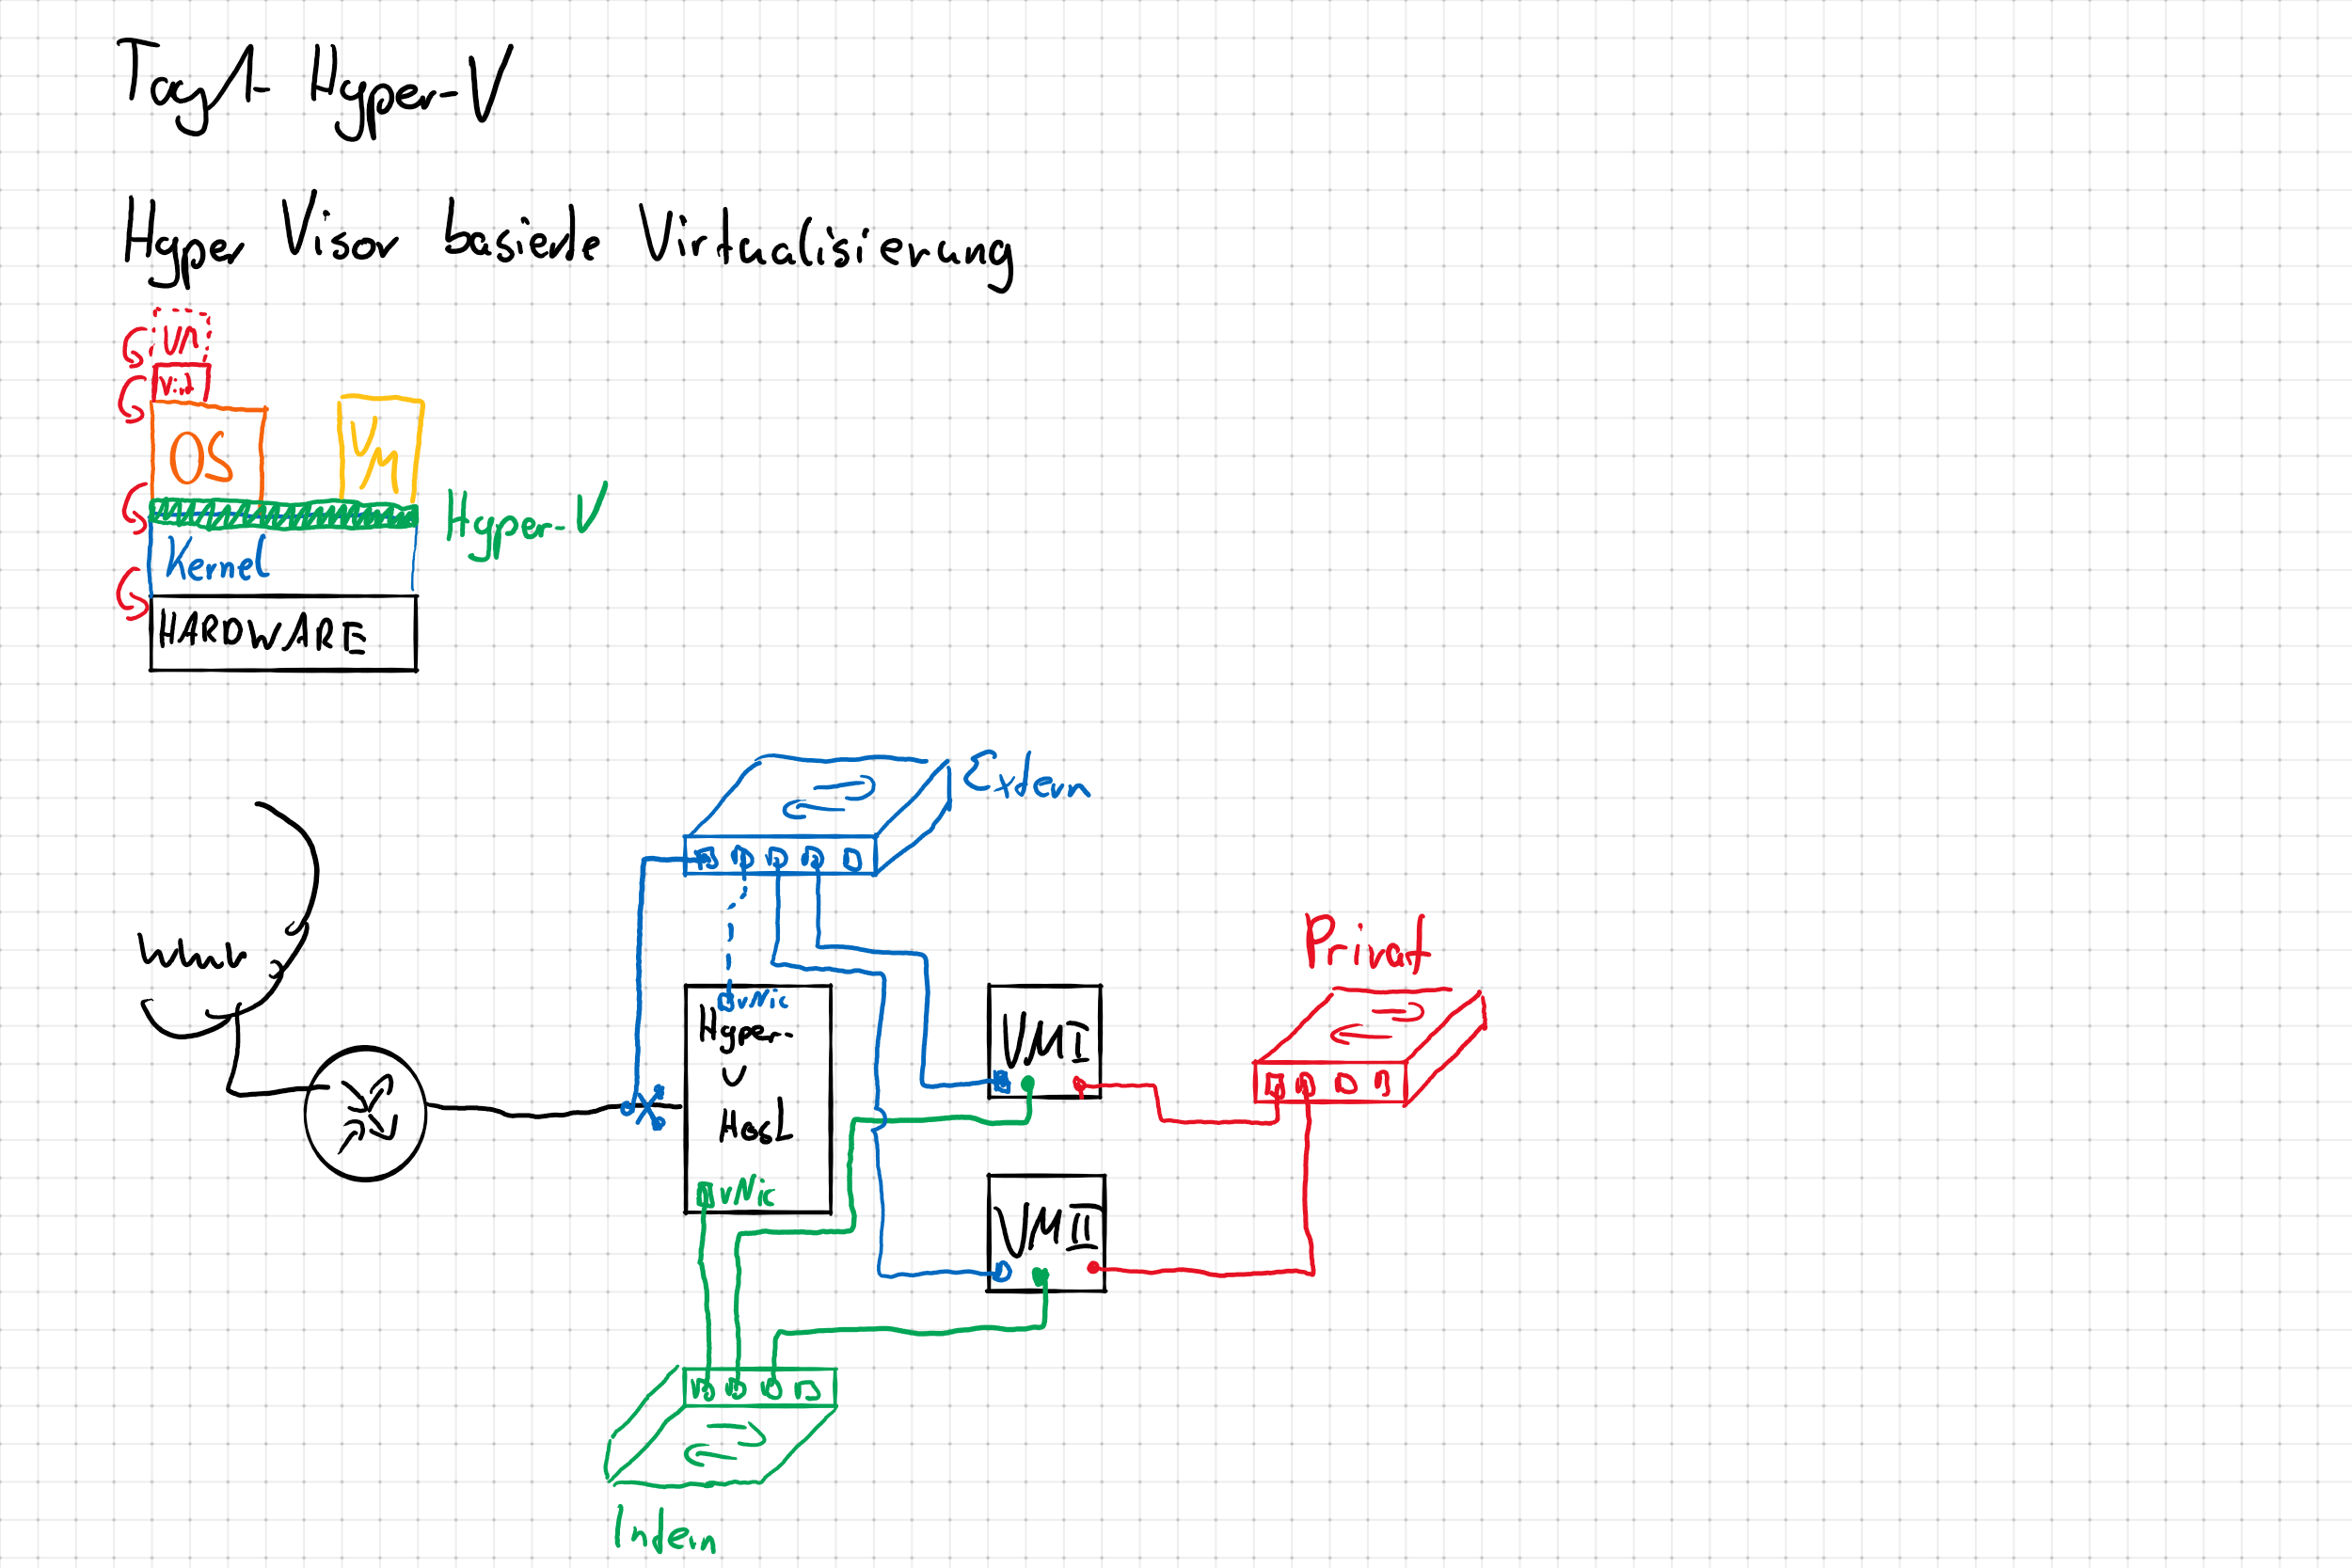 Tag 1 - Hyper-V
Hyper Visor basierde Virtualisierung
VM
OS
VM
Hyper-V
Kernel
HARDWARE
Extern
www
Privat
vNic
Hyper-
V
Host
VM I
vNic
VM II
Intern